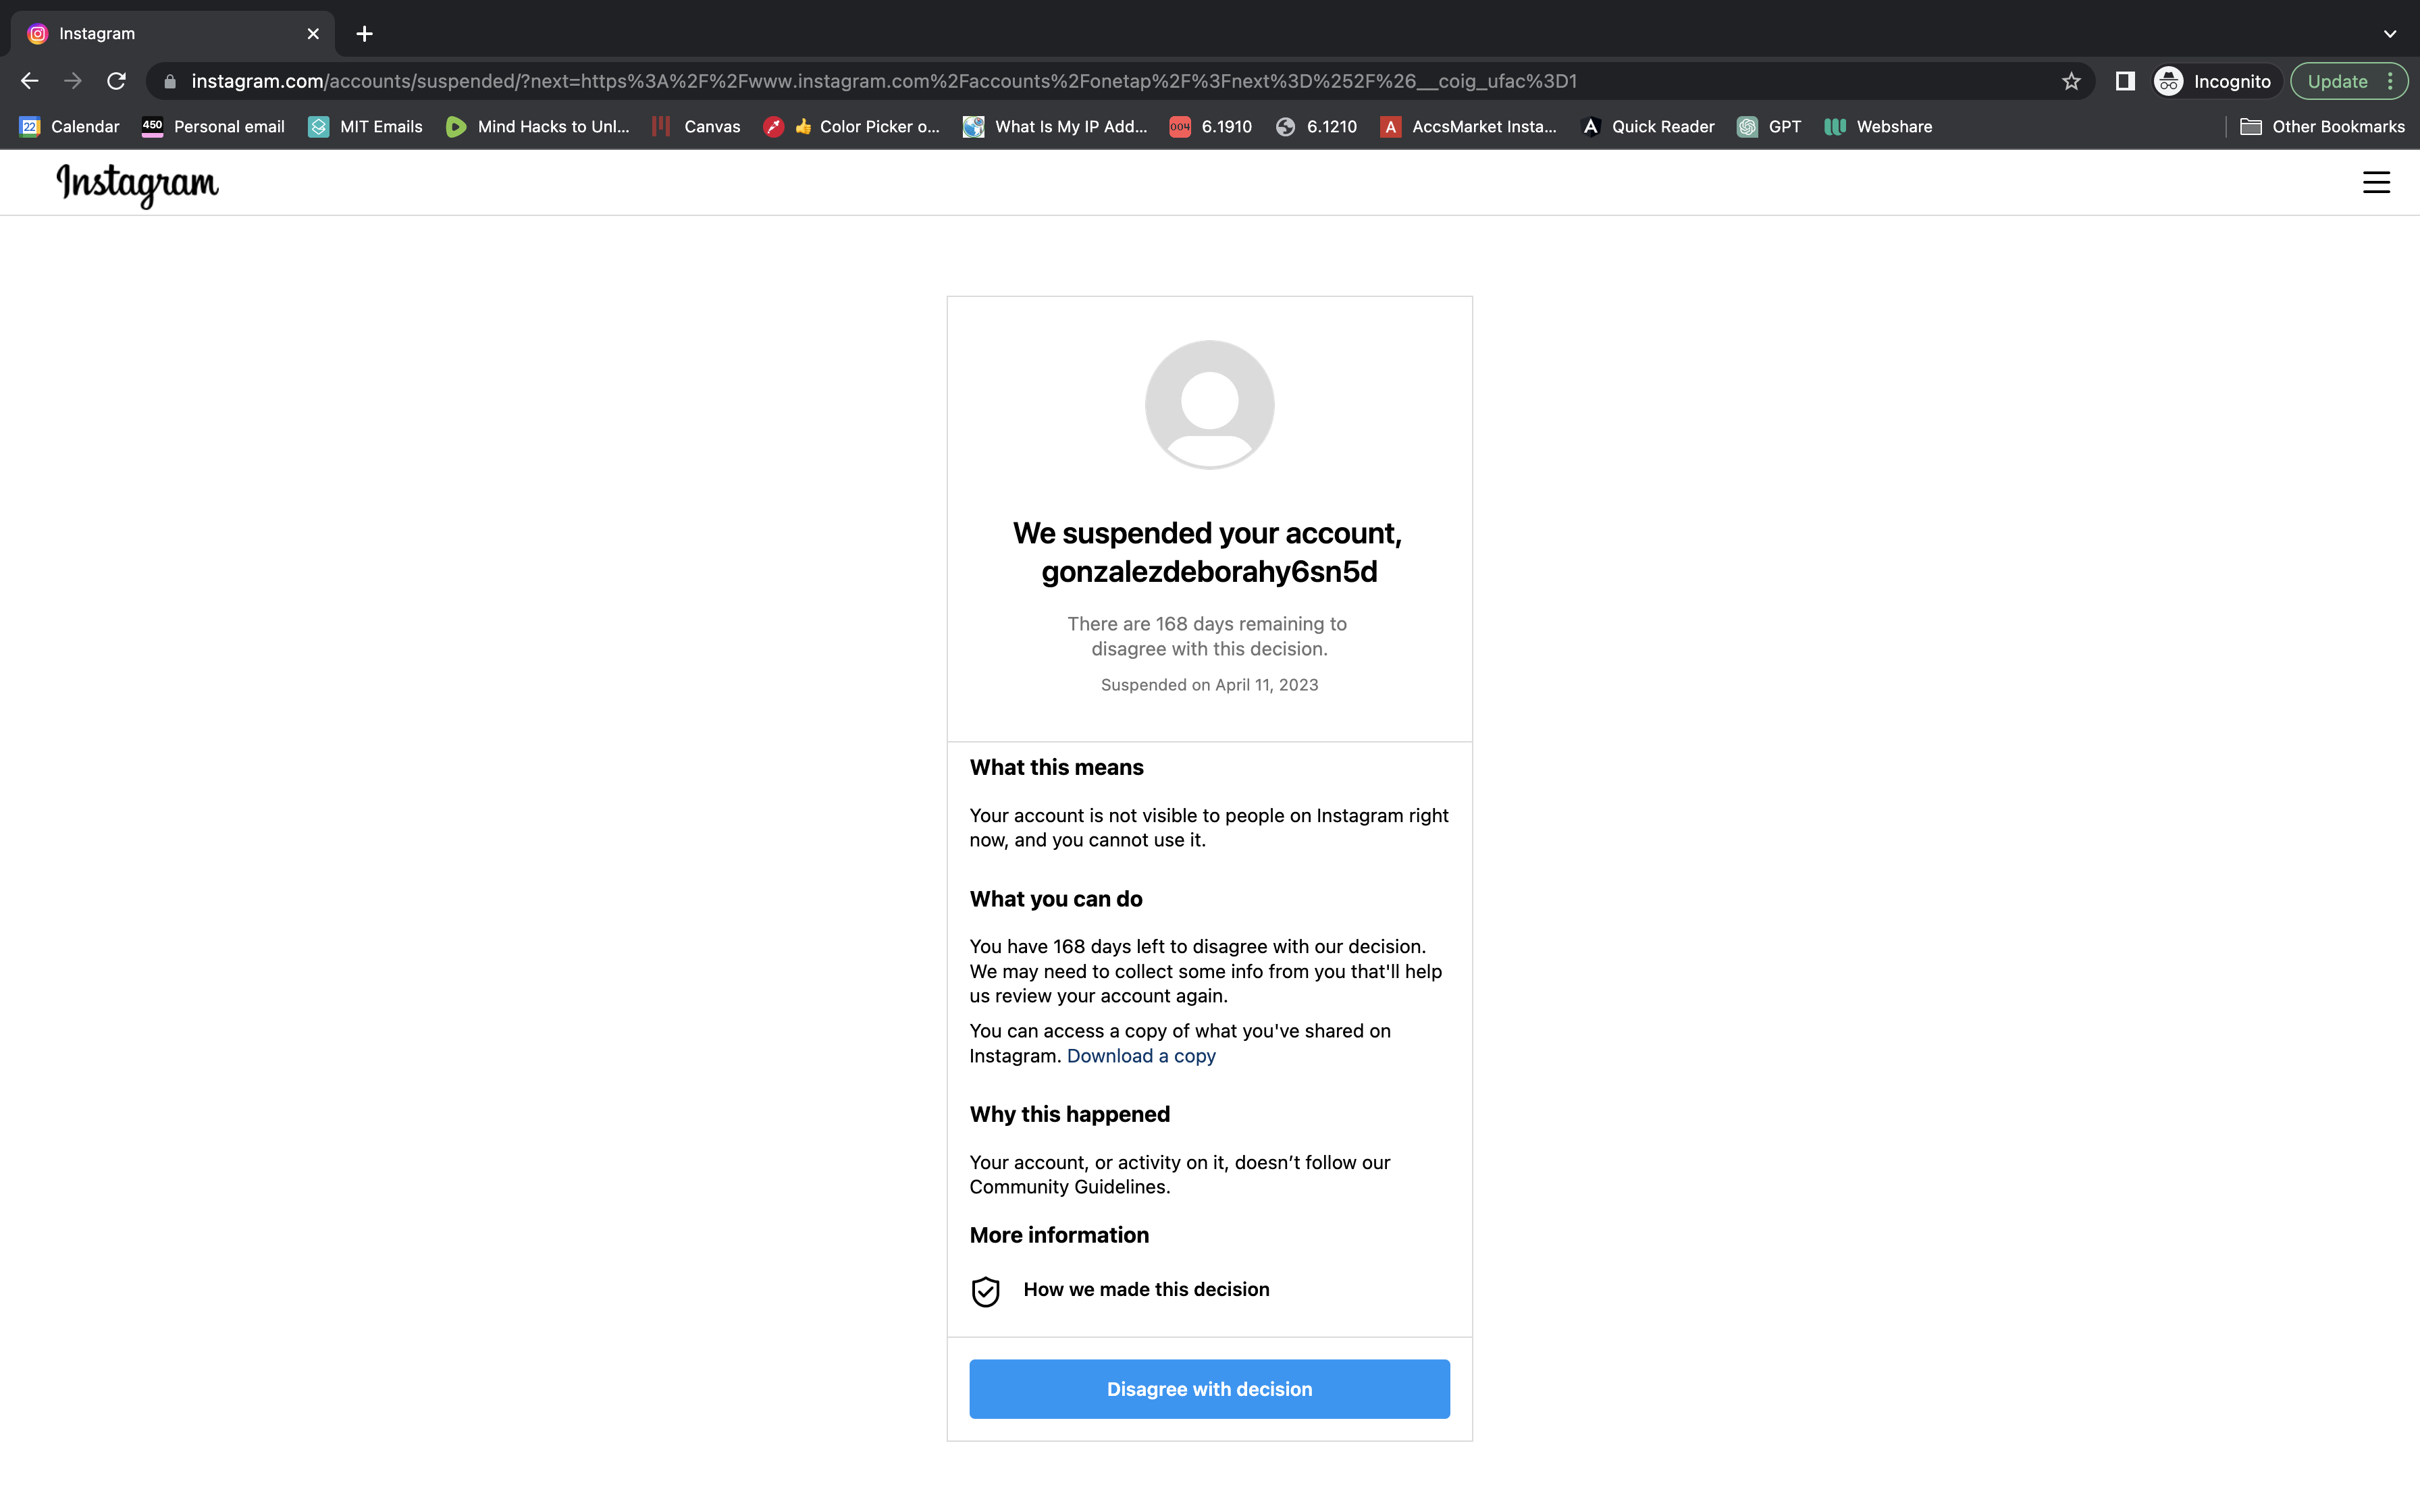 Instagram
instagram.com/accounts/suspended/?next=https%3A%2F%2Fwww.instagram.com%2Faccounts%2Fonetap%2F%3Fnext%3D%252F%26__coig_ufac%3D1
Incognito
Update
22 Calendar
450 Personal email
MIT Emails
Mind Hacks to Unl...
Canvas
👍 Color Picker o...
What Is My IP Add...
004 6.1910
6.1210
A AccsMarket Insta...
Quick Reader
GPT
Webshare
Other Bookmarks
Instagram
We suspended your account,
gonzalezdeborahy6sn5d
There are 168 days remaining to
disagree with this decision.
Suspended on April 11, 2023
What this means
Your account is not visible to people on Instagram right
now, and you cannot use it.
What you can do
You have 168 days left to disagree with our decision.
We may need to collect some info from you that'll help
us review your account again.
You can access a copy of what you've shared on
Instagram. Download a copy
Why this happened
Your account, or activity on it, doesn’t follow our
Community Guidelines.
More information
How we made this decision
Disagree with decision